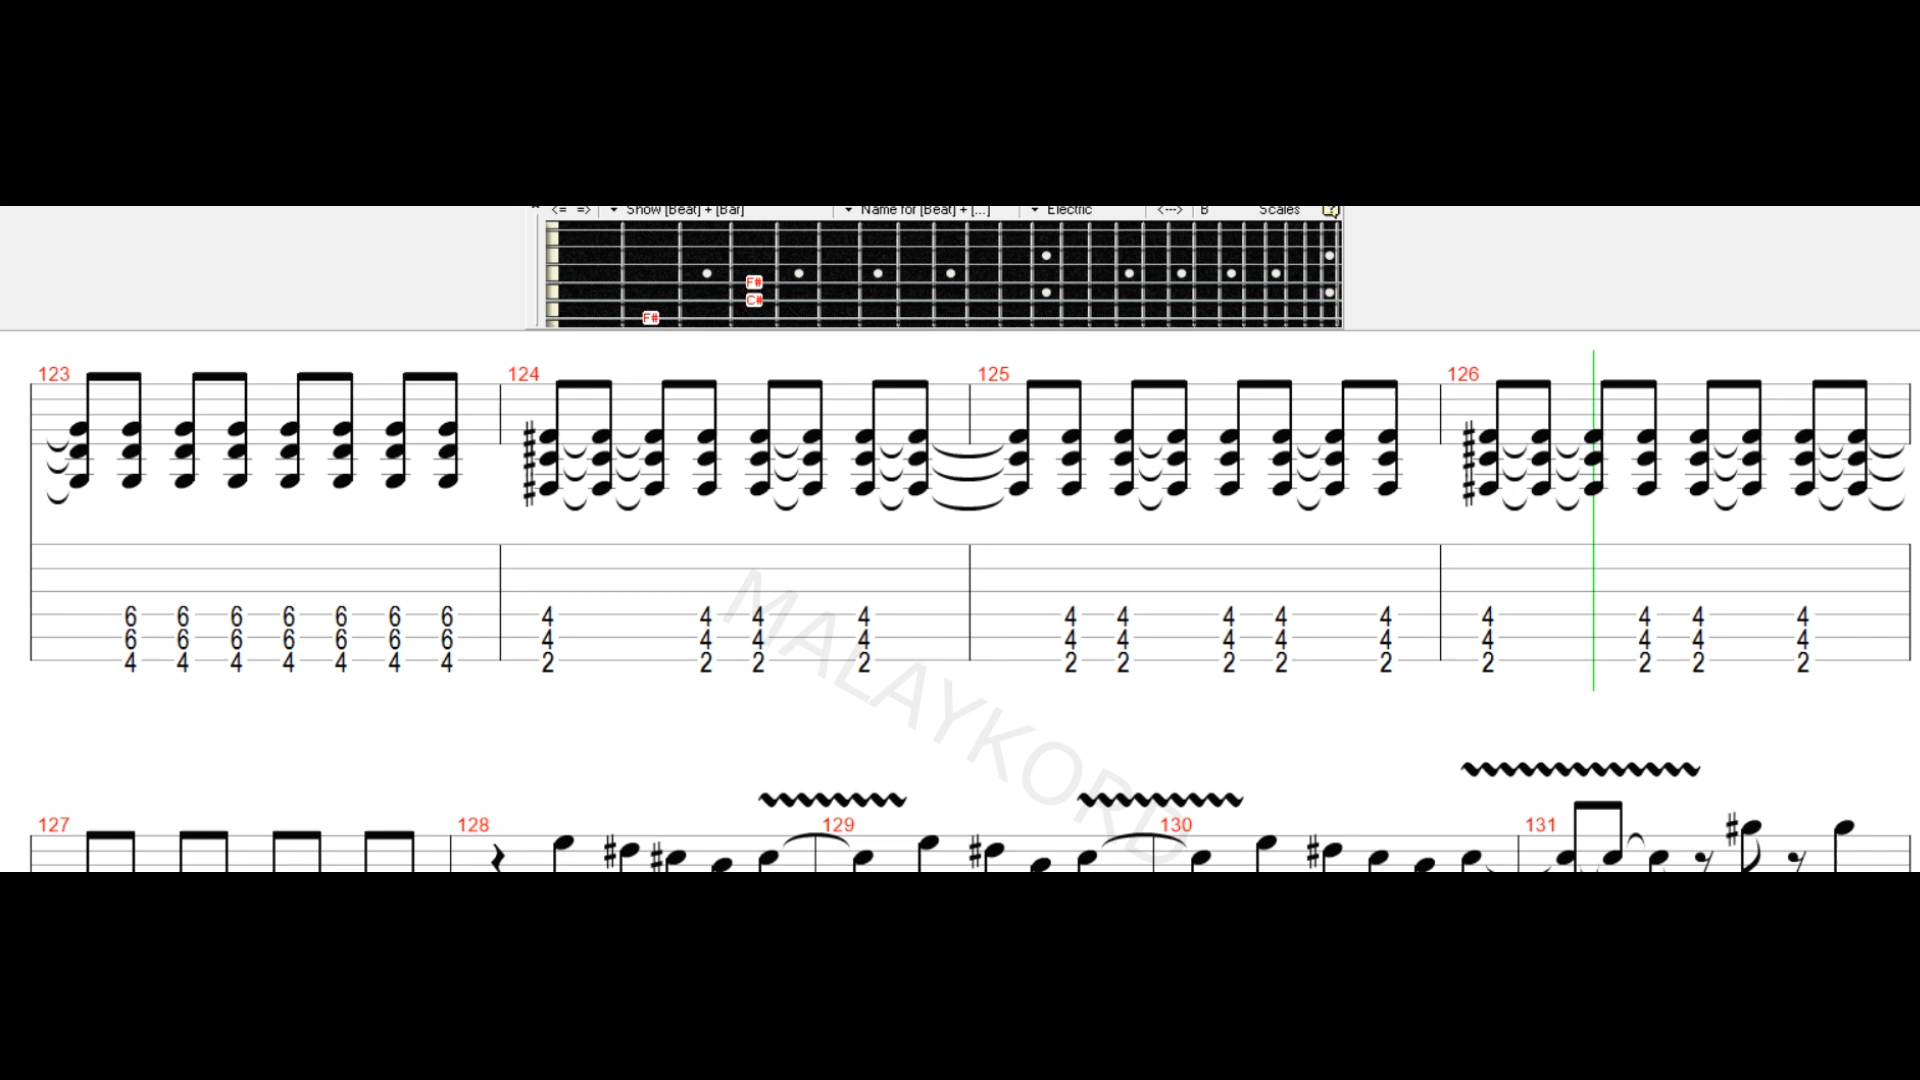 <= => Show [Beat] + [Bar] Name for [Beat] + [...] Electric <---> B Scales ?
F#
C#
F#
123 124 125 126
6 6 6 6 6 6 6 4 4 4 4 4 4 4 4 4 4 4 4 4
6 6 6 6 6 6 6 4 4 4 4 4 4 4 4 4 4 4 4 4
4 4 4 4 4 4 4 2 2 2 2 2 2 2 2 2 2 2 2 2
MALAYKORD
127 128 129 130 131